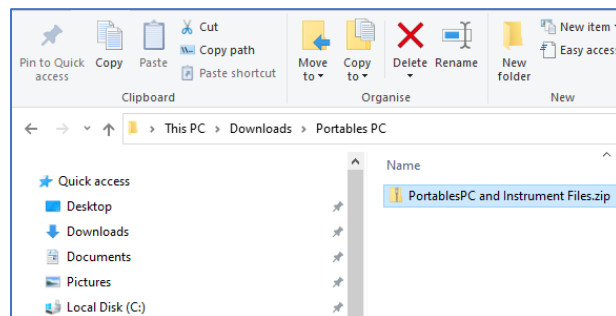 Pin to Quick access
Copy
Paste
Cut
Copy path
Paste shortcut
Clipboard
Move to
Copy to
Delete
Rename
Organise
New folder
New item
Easy access
New
This PC > Downloads > Portables PC
Name
Quick access
Desktop
Downloads
Documents
Pictures
Local Disk (C:)
PortablesPC and Instrument Files.zip